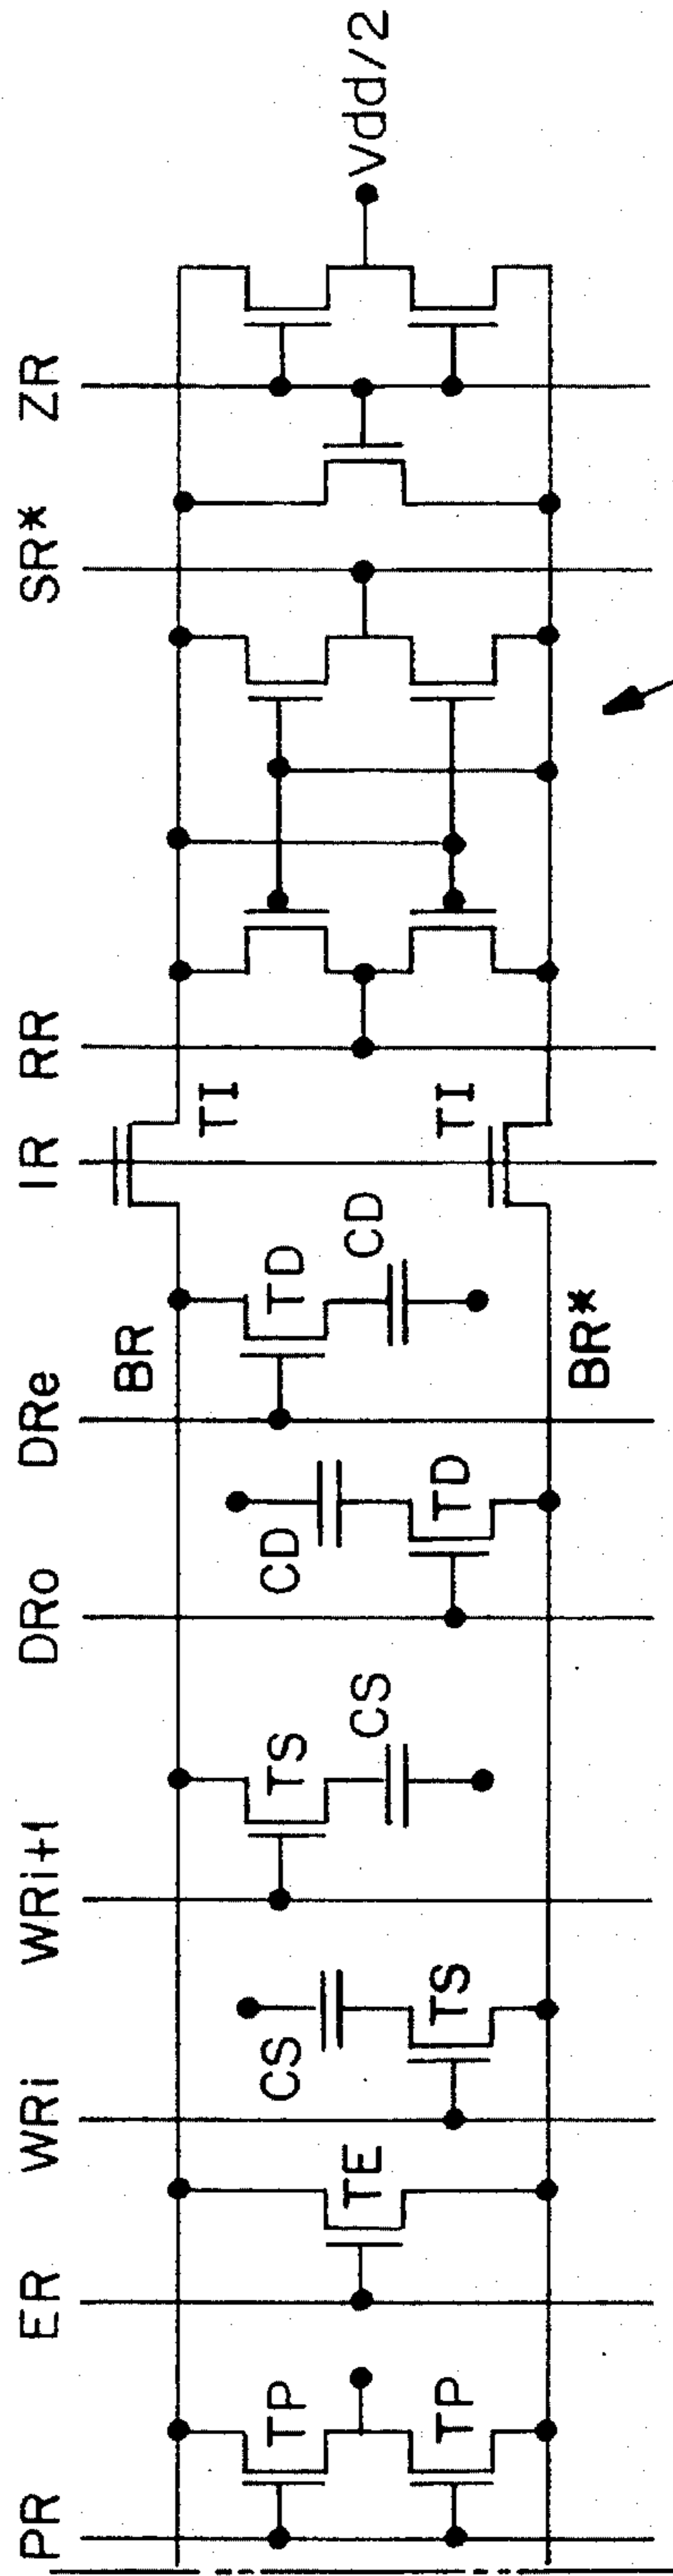 PR
ER
WRi
WRi+1
DRo
DRe
IR
RR
SR*
ZR
BR
TI
TP
CS
TS
CD
TD
TE
CS
CD
Vdd/2
TP
TS
TD
TI
BR*